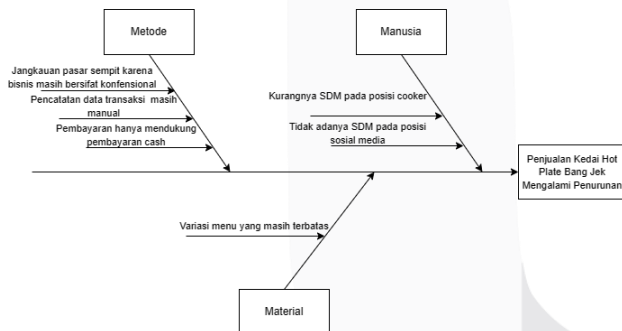 Metode
Manusia
Jangkauan pasar sempit karena
bisnis masih bersifat konfensional
Pencatatan data transaksi masih
manual
Pembayaran hanya mendukung
pembayaran cash
Kurangnya SDM pada posisi cooker
Tidak adanya SDM pada posisi
sosial media
Penjualan Kedai Hot
Plate Bang Jek
Mengalami Penurunan
Variasi menu yang masih terbatas
Material